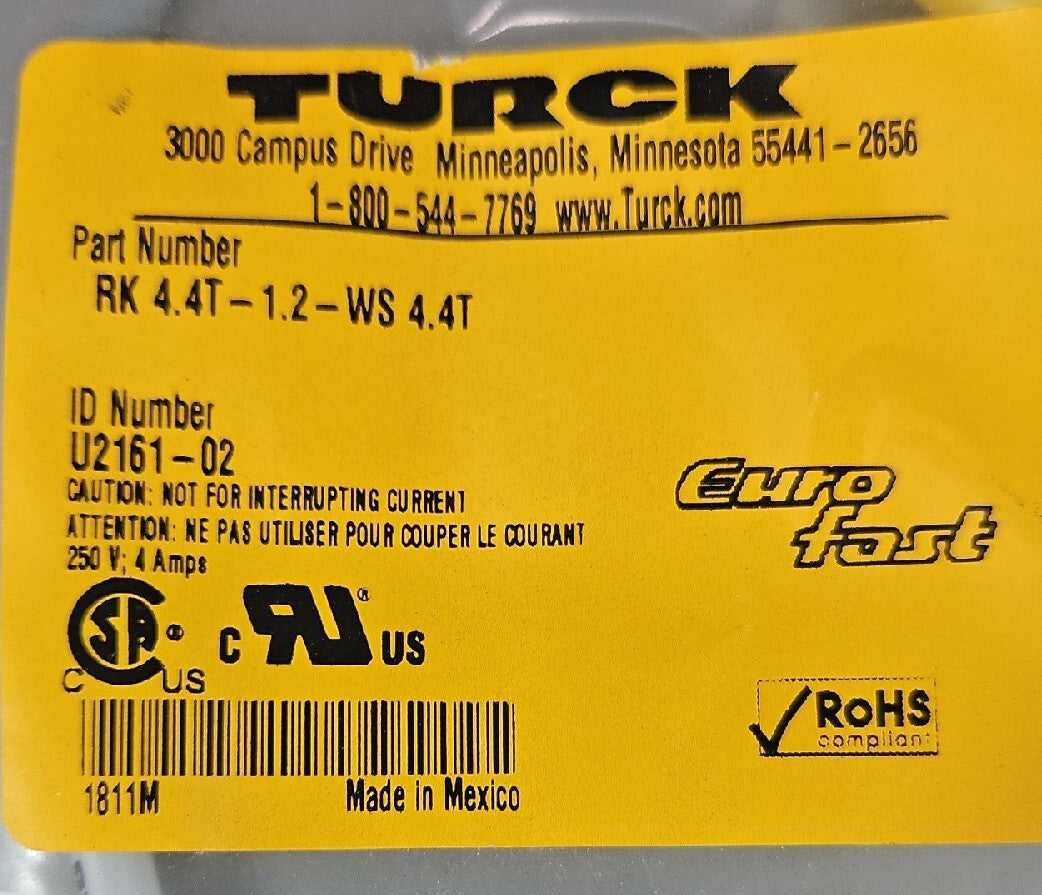 TURCK
3000 Campus Drive Minneapolis, Minnesota 55441-2656
1-800-544-7769 www.Turck.com
Part Number
RK 4.4T-1.2-WS 4.4T
ID Number
U2161-02
CAUTION: NOT FOR INTERRUPTING CURRENT
ATTENTION: NE PAS UTILISER POUR COUPER LE COURANT
250 V; 4 Amps
Euro
fast
C SA ® C US
C RU ® US
RoHS
compliant
1811M Made in Mexico